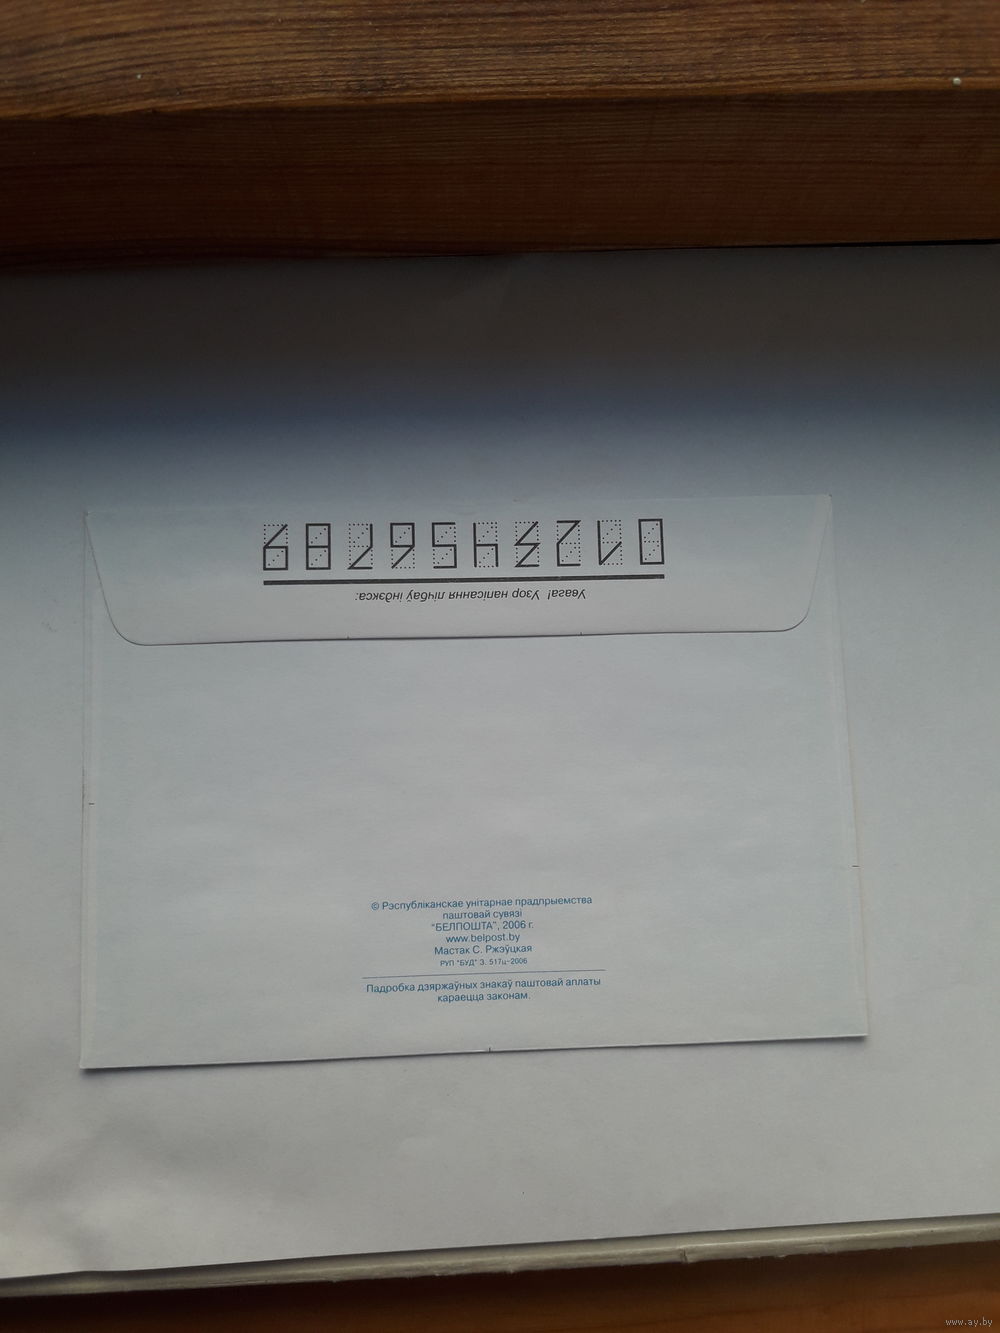 0123456789
Увага! Узор напісання лічбаў індэкса:
© Рэспубліканскае унітарнае прадпрыемства
паштовай сувязі
"БЕЛПОШТА", 2006 г.
www.belpost.by
Мастак С. Ржэўцкая
РУП "БУД" З. 517ц-2006
Падробка дзяржаўных знакаў паштовай аплаты
караецца законам.
www.ay.by